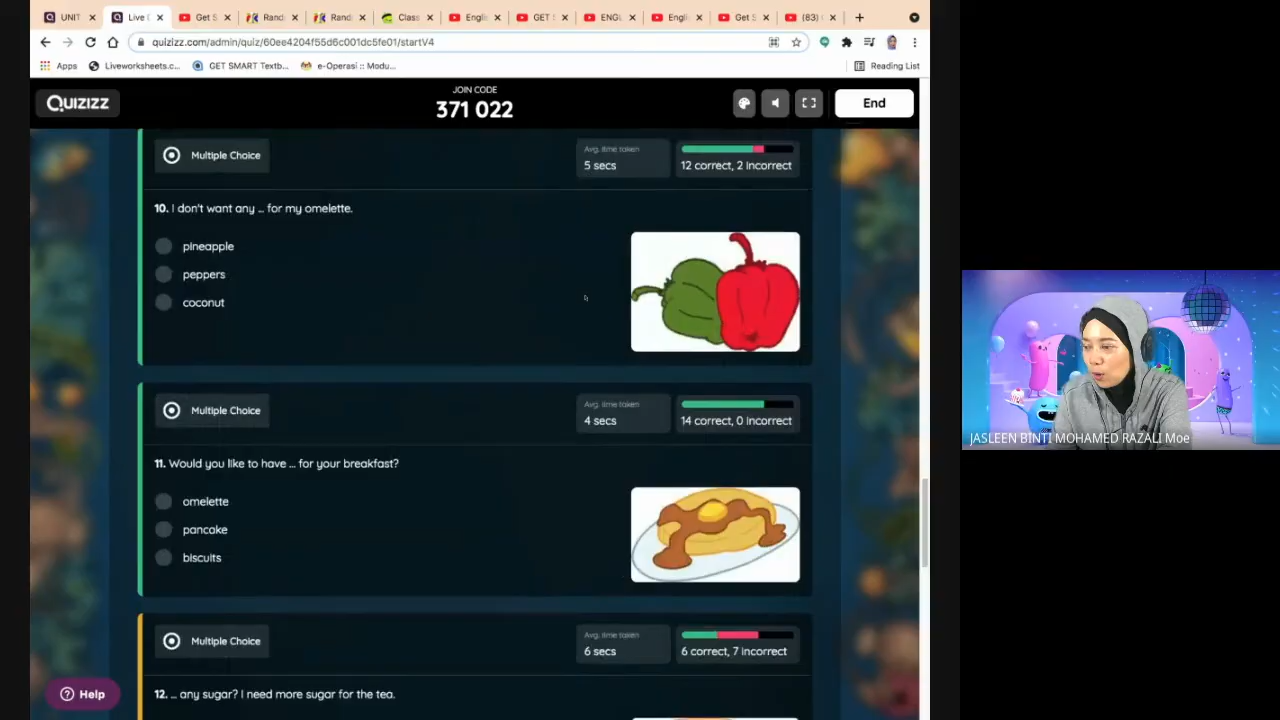 UNIT
Live
Get S
Rand
Rand
Class
Englis
GET S
ENGL
Englis
Get S
(83)
quizizz.com/admin/quiz/60ee4204f55d6c001dc5fe01/startV4
Apps
Liveworksheets.c...
GET SMART Textb...
e-Operasi :: Modu...
Reading List
Quizizz
JOIN CODE
371 022
End
Multiple Choice
Avg. time taken
5 secs
12 correct, 2 incorrect
10. I don't want any ... for my omelette.
pineapple
peppers
coconut
Multiple Choice
Avg. time taken
4 secs
14 correct, 0 incorrect
11. Would you like to have ... for your breakfast?
omelette
pancake
biscuits
Multiple Choice
Avg. time taken
6 secs
6 correct, 7 incorrect
12. ... any sugar? I need more sugar for the tea.
Help
JASLEEN BINTI MOHAMED RAZALI Moe